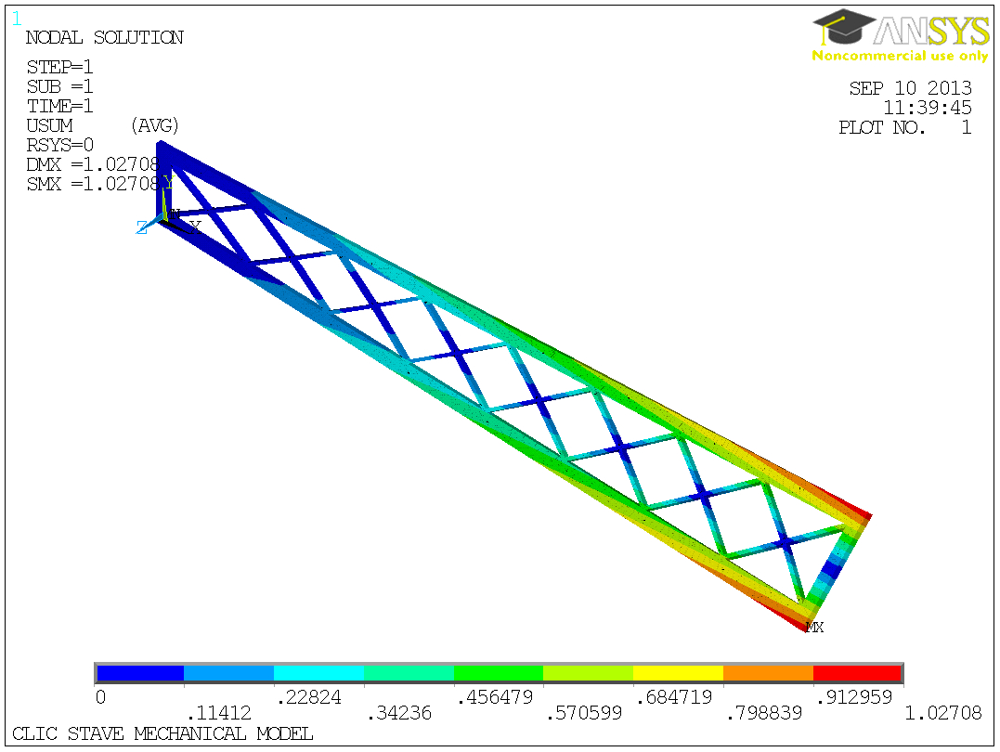 1
NODAL SOLUTION
STEP=1
SUB =1
TIME=1
USUM (AVG)
RSYS=0
DMX =1.02708
SMX =1.02708
ANSYS
Noncommercial use only
SEP 10 2013
11:39:45
PLOT NO. 1
Y
Z
X
MX
0 .22824 .456479 .684719 .912959
.11412 .34236 .570599 .798839 1.02708
CLIC STAVE MECHANICAL MODEL